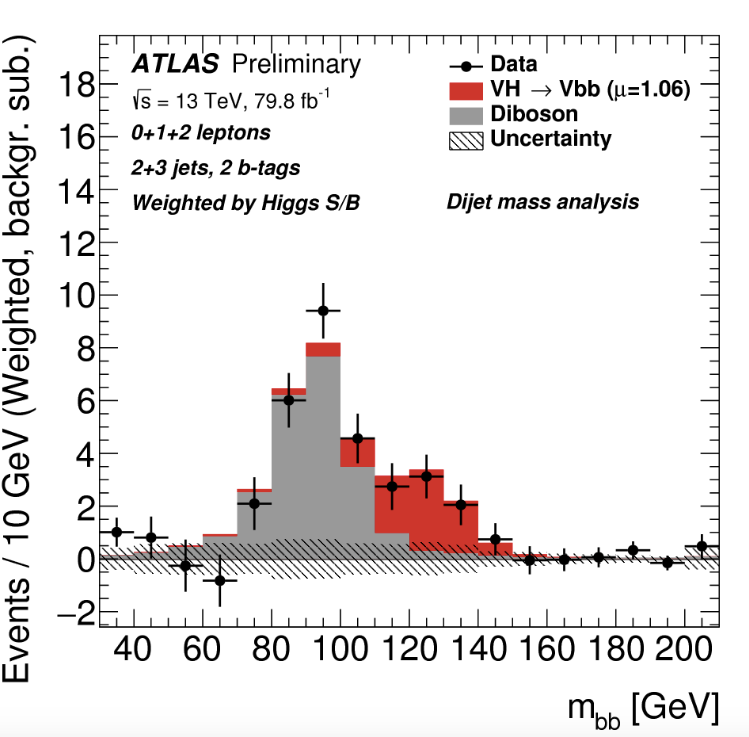 ATLAS Preliminary
√s = 13 TeV, 79.8 fb⁻¹
0+1+2 leptons
2+3 jets, 2 b-tags
Weighted by Higgs S/B
Data
VH → Vbb (μ=1.06)
Diboson
Uncertainty
Dijet mass analysis
Events / 10 GeV (Weighted, backgr. sub.)
18
16
14
12
10
8
6
4
2
0
−2
40 60 80 100 120 140 160 180 200
m_bb [GeV]